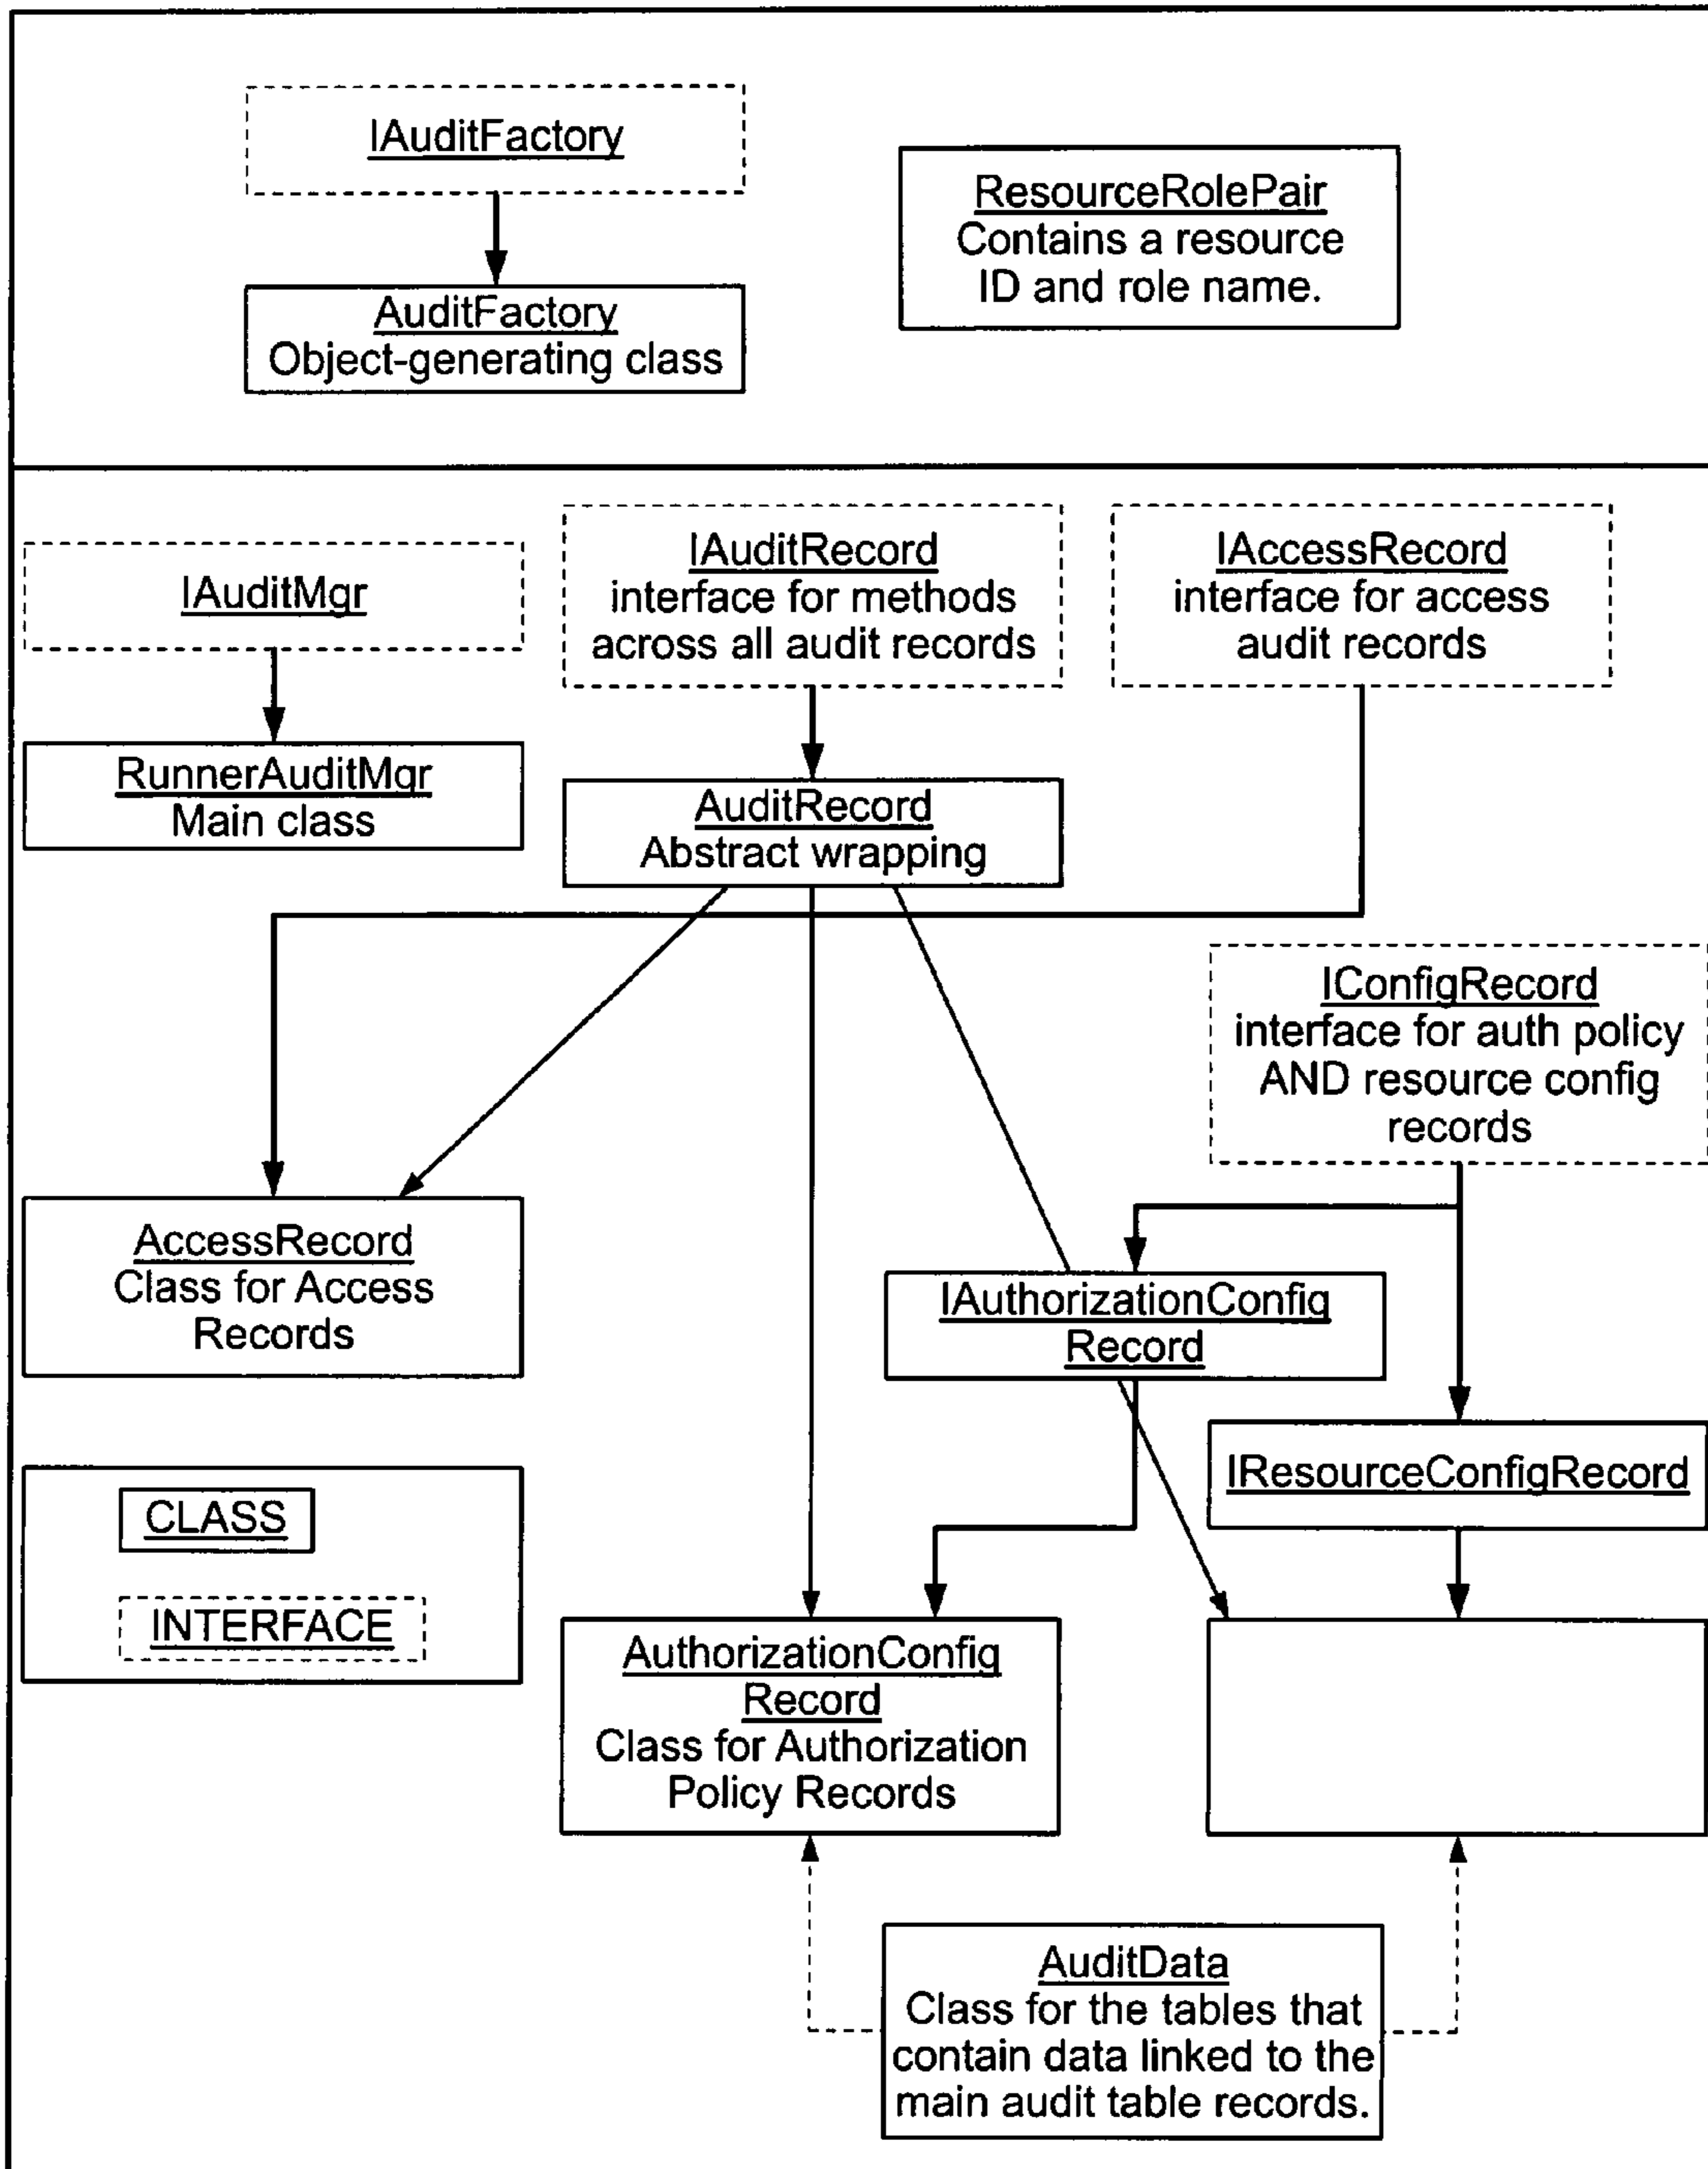 IAuditFactory
AuditFactory
Object-generating class
ResourceRolePair
Contains a resource
ID and role name.
IAuditMgr
RunnerAuditMgr
Main class
IAuditRecord
interface for methods
across all audit records
AuditRecord
Abstract wrapping
IAccessRecord
interface for access
audit records
IConfigRecord
interface for auth policy
AND resource config
records
AccessRecord
Class for Access
Records
IAuthorizationConfig
Record
IResourceConfigRecord
CLASS
INTERFACE
AuthorizationConfig
Record
Class for Authorization
Policy Records
AuditData
Class for the tables that
contain data linked to the
main audit table records.